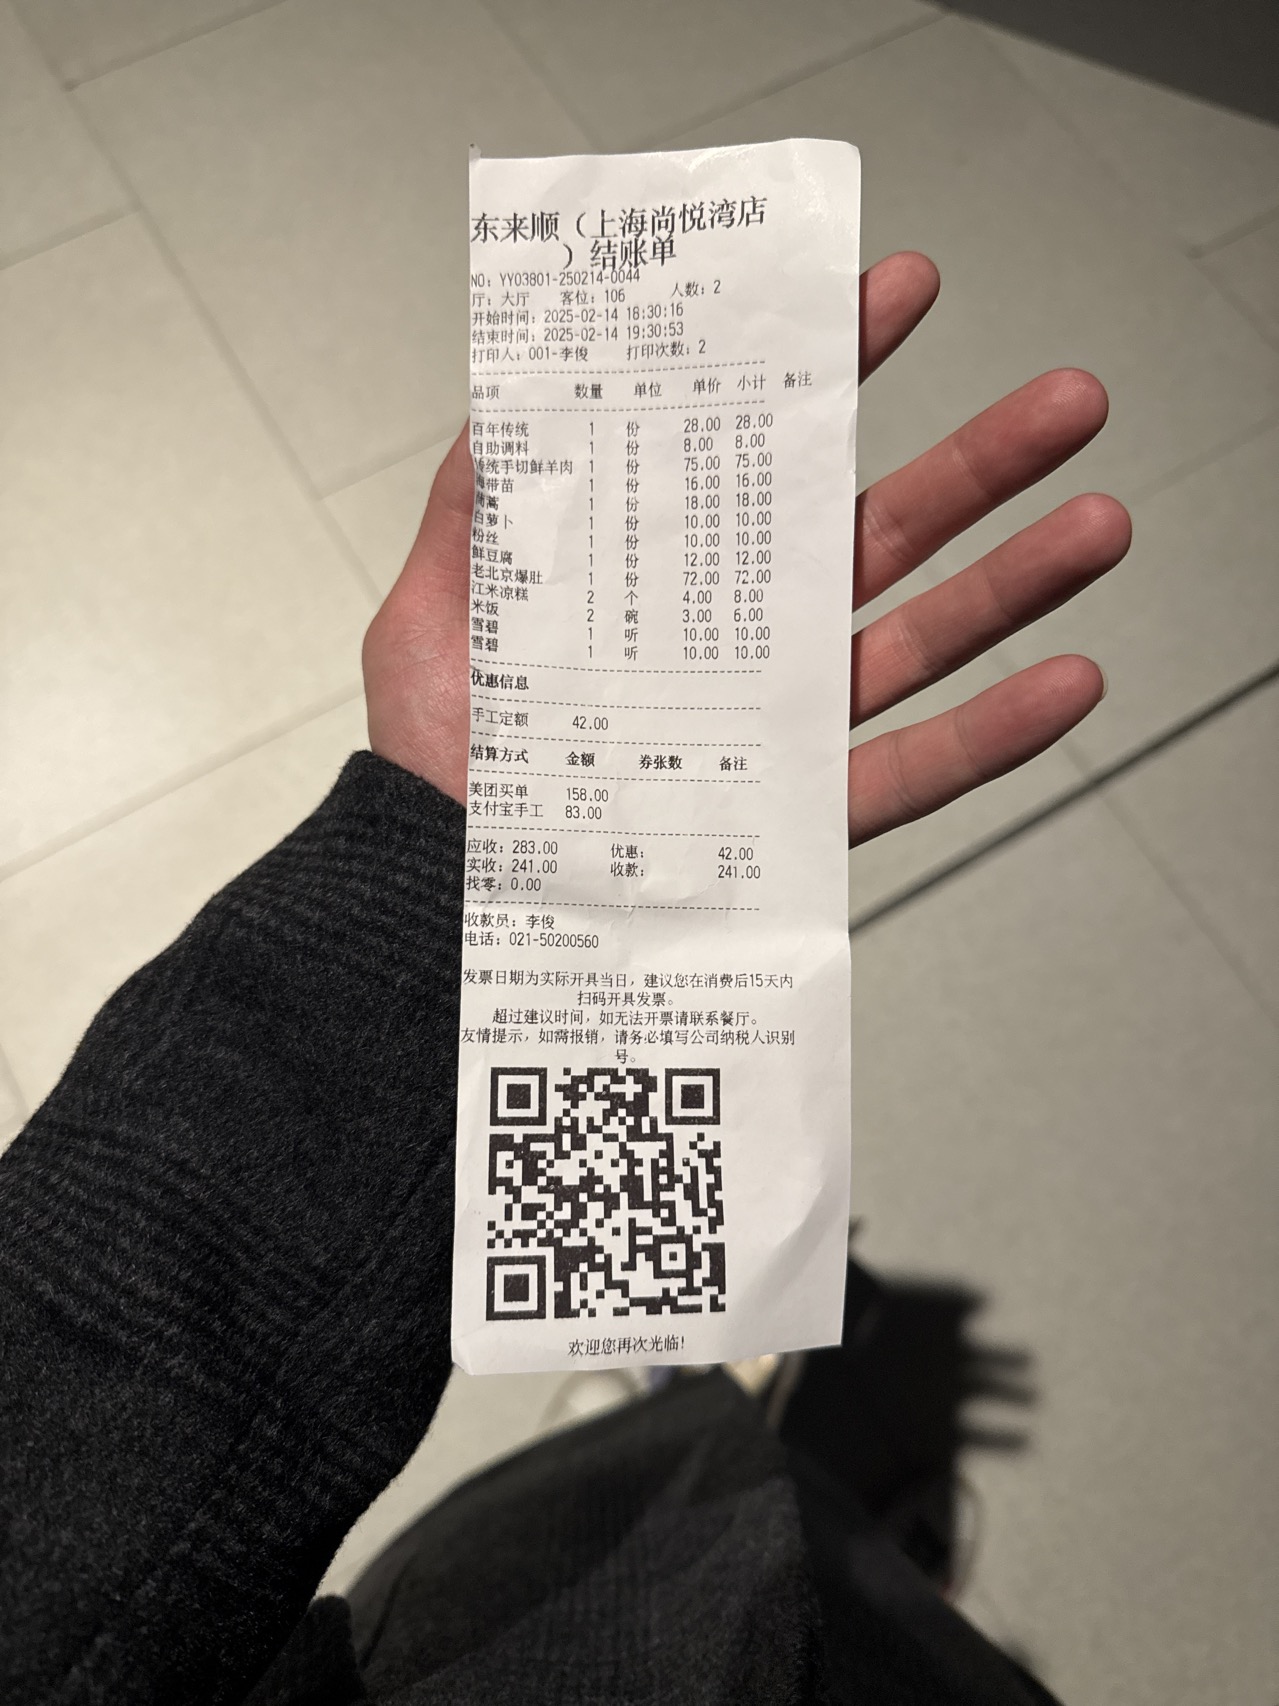 东来顺（上海尚悦湾店
）结账单
NO: YY03801-250214-0044
厅: 大厅 客位: 106 人数: 2
开始时间: 2025-02-14 18:30:16
结束时间: 2025-02-14 19:30:53
打印人: 001-李俊 打印次数: 2
品项 数量 单位 单价 小计 备注
百年传统 1 份 28.00 28.00
自助调料 1 份 8.00 8.00
传统手切鲜羊肉 1 份 75.00 75.00
海带苗 1 份 16.00 16.00
茼蒿 1 份 18.00 18.00
白萝卜 1 份 10.00 10.00
粉丝 1 份 10.00 10.00
鲜豆腐 1 份 12.00 12.00
老北京爆肚 1 份 72.00 72.00
江米凉糕 2 个 4.00 8.00
米饭 2 碗 3.00 6.00
雪碧 1 听 10.00 10.00
雪碧 1 听 10.00 10.00
优惠信息
手工定额 42.00
结算方式 金额 券张数 备注
美团买单 158.00
支付宝手工 83.00
应收: 283.00 优惠: 42.00
实收: 241.00 收款: 241.00
找零: 0.00
收款员: 李俊
电话: 021-50200560
发票日期为实际开具当日，建议您在消费后15天内
扫码开具发票。
超过建议时间，如无法开票请联系餐厅。
友情提示，如需报销，请务必填写公司纳税人识别
号。
欢迎您再次光临!